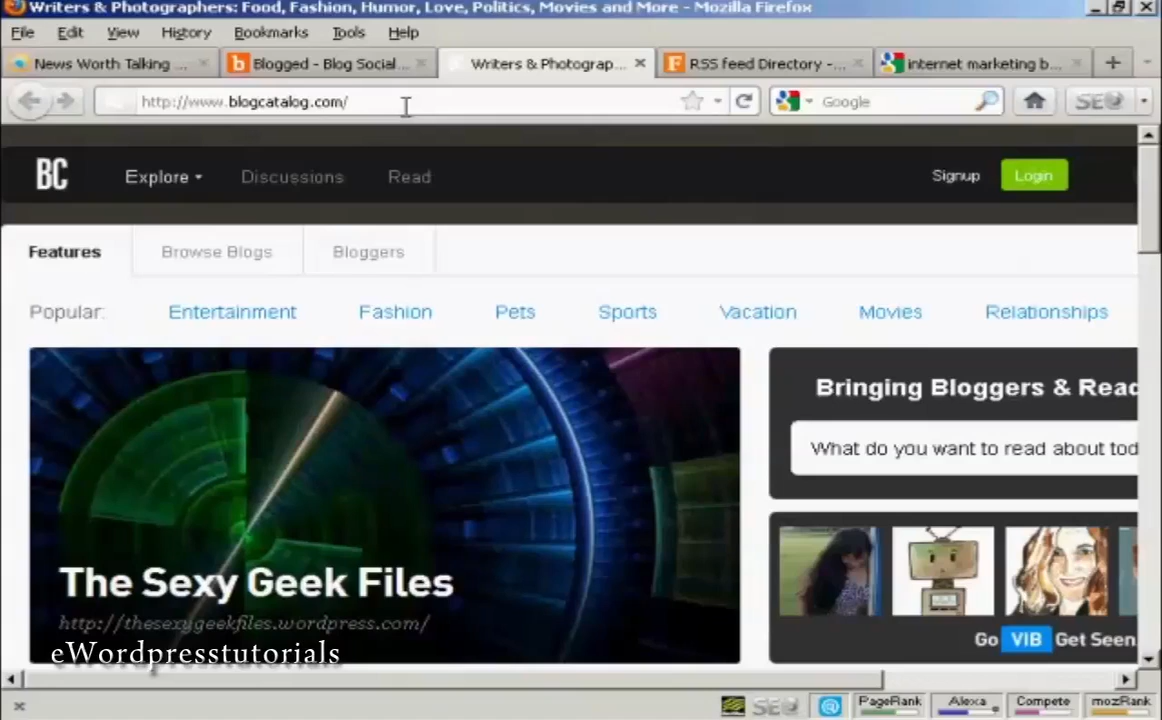 Writers & Photographers: Food, Fashion, Humor, Love, Politics, Movies and More - Mozilla Firefox
File Edit View History Bookmarks Tools Help
News Worth Talking ... Blogged - Blog Social... Writers & Photograp... RSS feed Directory -... internet marketing b...
http://www.blogcatalog.com/ Google SEO
BC Explore Discussions Read Signup Login
Features Browse Blogs Bloggers
Popular: Entertainment Fashion Pets Sports Vacation Movies Relationships
Bringing Bloggers & Read
What do you want to read about tod
The Sexy Geek Files
http://thesexygeekfiles.wordpress.com/
Go VIB Get Seen
eWordpresstutorials
SEO PageRank Alexa Compete mozRank